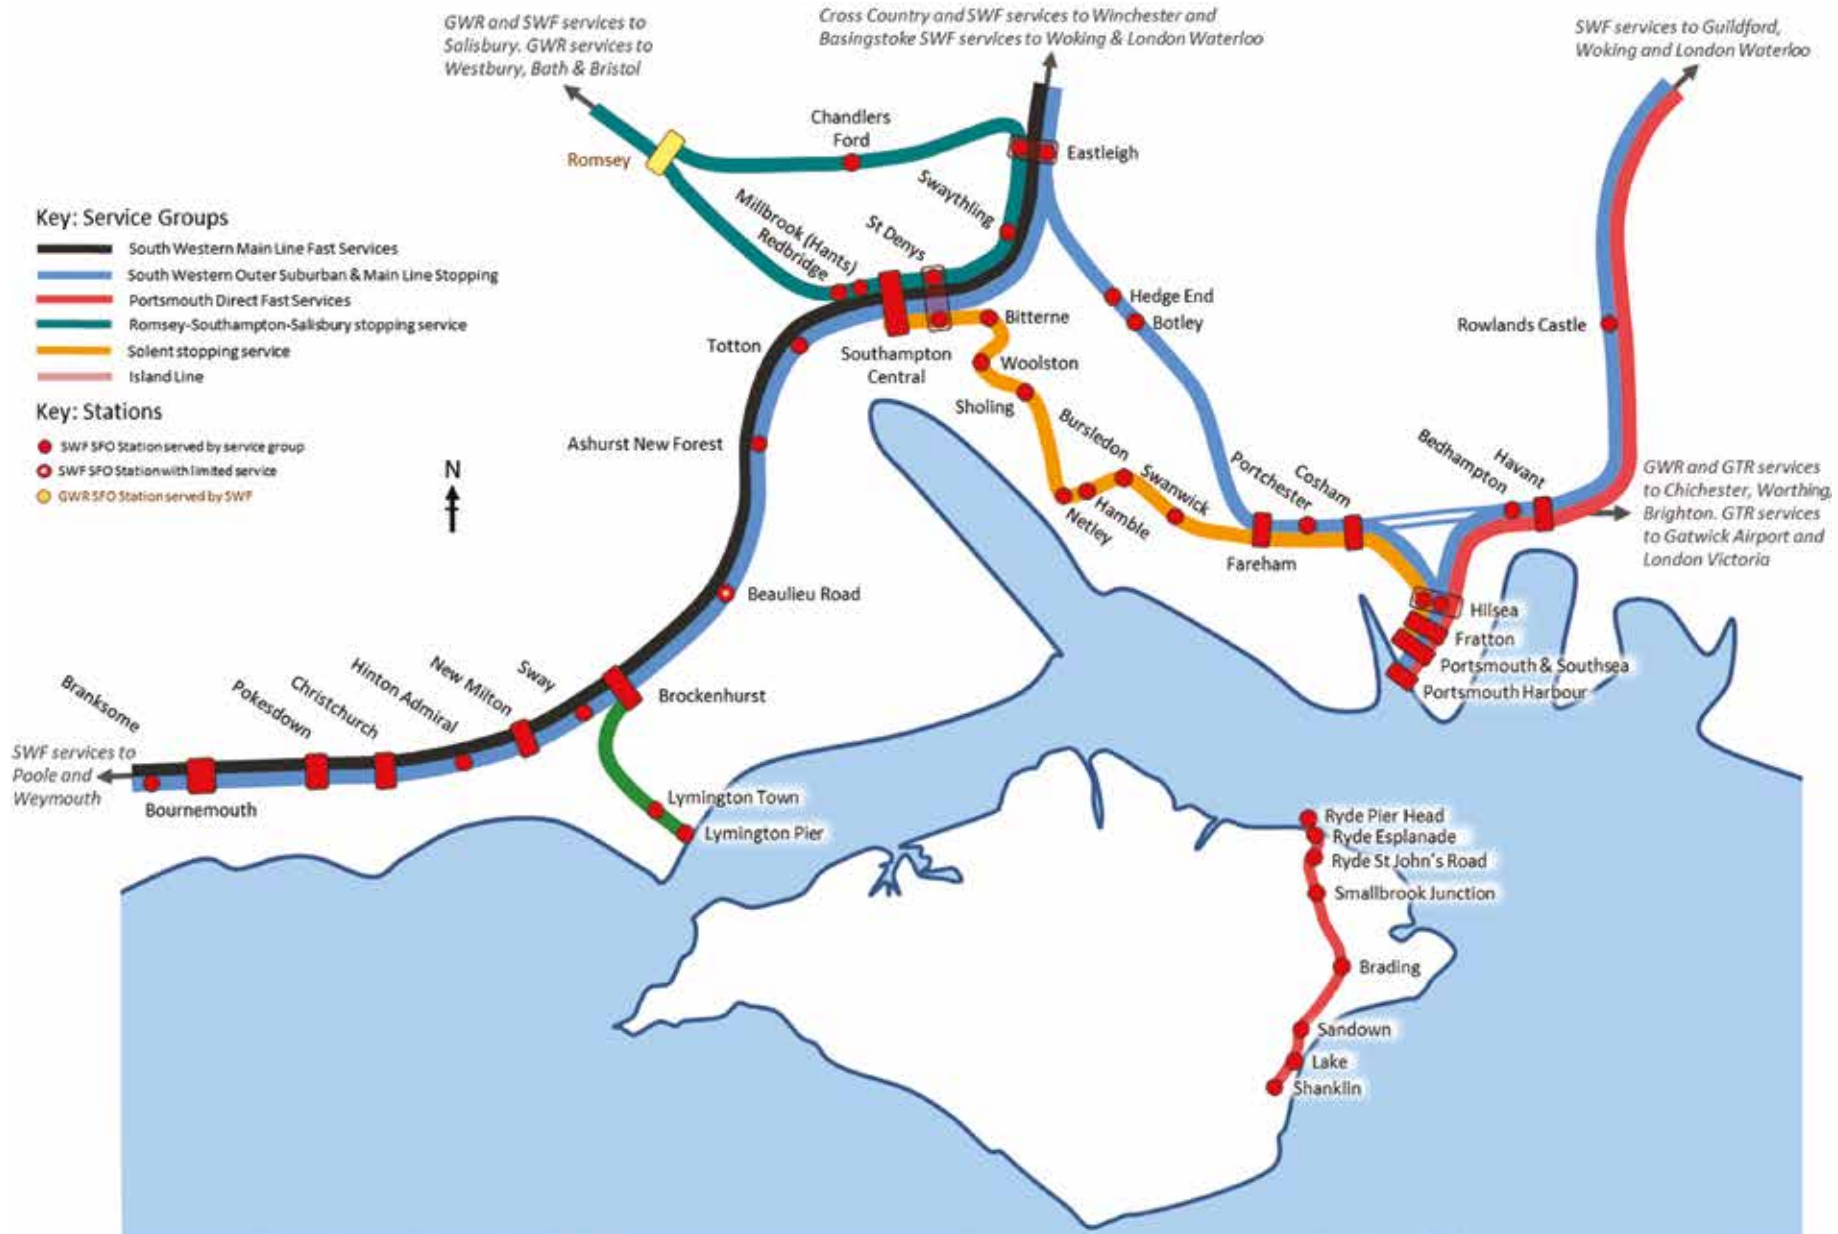 GWR and SWF services to
Salisbury. GWR services to
Westbury, Bath & Bristol
Cross Country and SWF services to Winchester and
Basingstoke SWF services to Woking & London Waterloo
SWF services to Guildford,
Woking and London Waterloo
Chandlers
Ford
Romsey
Eastleigh
Swaythling
St Denys
Millbrook (Hants)
Redbridge
Key: Service Groups
South Western Main Line Fast Services
South Western Outer Suburban & Main Line Stopping
Portsmouth Direct Fast Services
Romsey-Southampton-Salisbury stopping service
Solent stopping service
Island Line
Key: Stations
SWF SFO Station served by service group
SWF SFO Station with limited service
GWR SFO Station served by SWF
N
Hedge End
Botley
Bitterne
Rowlands Castle
Totton
Southampton
Central
Woolston
Sholing
Ashurst New Forest
Bursledon
Swanwick
Netley
Hamble
Portchester
Cosham
Fareham
Bedhampton
Havant
GWR and GTR services
to Chichester, Worthing,
Brighton. GTR services
to Gatwick Airport and
London Victoria
Beaulieu Road
Hilsea
Fratton
Portsmouth & Southsea
Portsmouth Harbour
Branksome
Pokesdown
Christchurch
Hinton Admiral
New Milton
Sway
Brockenhurst
SWF services to
Poole and
Weymouth
Bournemouth
Lymington Town
Lymington Pier
Ryde Pier Head
Ryde Esplanade
Ryde St John's Road
Smallbrook Junction
Brading
Sandown
Lake
Shanklin